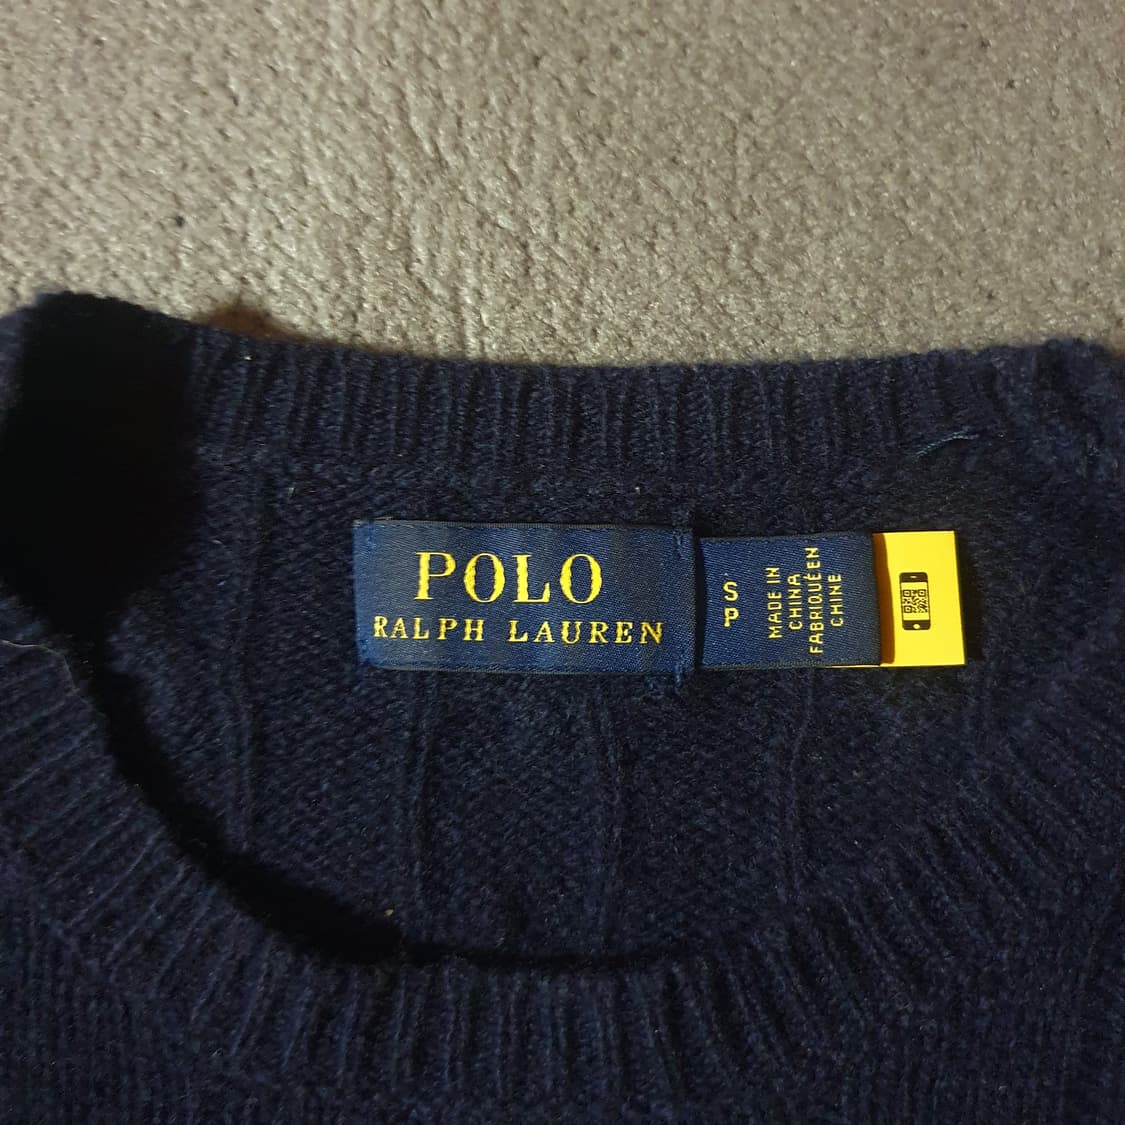 POLO
RALPH LAUREN
S
P
MADE IN
CHINA
FABRIQUÉ EN
CHINE